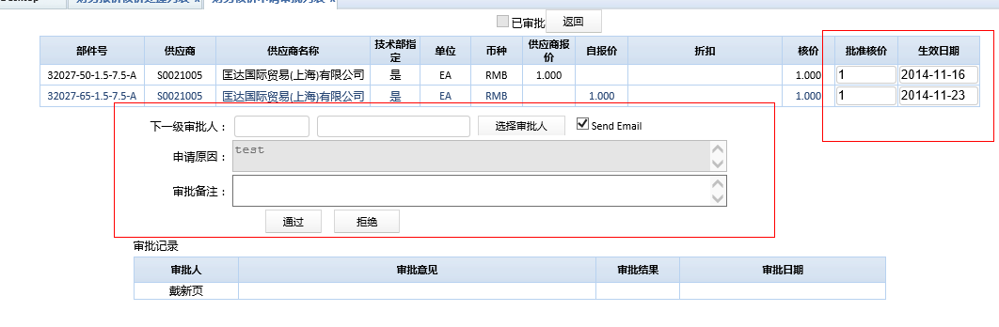 已审批 返回
部件号 供应商 供应商名称 技术部指定 单位 币种 供应商报价 自报价 折扣 核价 批准核价 生效日期
32027-50-1.5-7.5-A S0021005 匡达国际贸易(上海)有限公司 是 EA RMB 1.000 1.000 1 2014-11-16
32027-65-1.5-7.5-A S0021005 匡达国际贸易(上海)有限公司 是 EA RMB 1.000 1.000 1 2014-11-23
下一级审批人： 选择审批人 Send Email
申请原因： test
审批备注：
通过 拒绝
审批记录
审批人 审批意见 审批结果 审批日期
戴新页